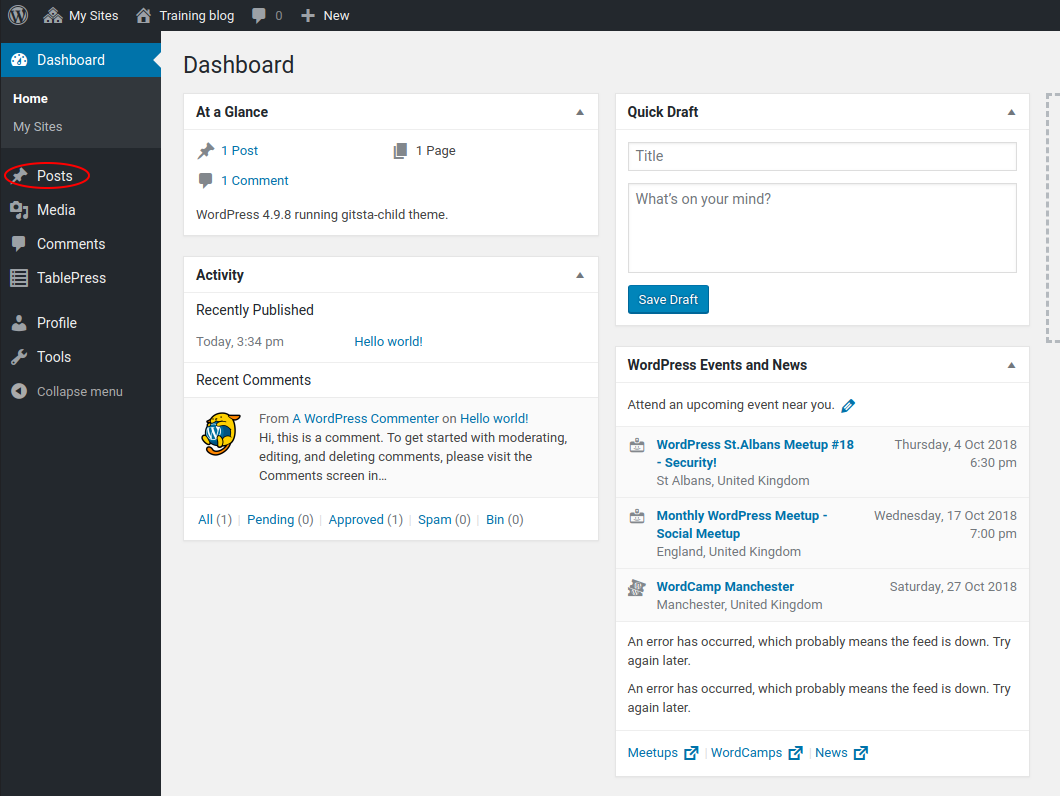 My Sites Training blog 0 New
Dashboard
Home
My Sites
Posts
Media
Comments
TablePress
Profile
Tools
Collapse menu
Dashboard
At a Glance
1 Post 1 Page
1 Comment
WordPress 4.9.8 running gitsta-child theme.
Activity
Recently Published
Today, 3:34 pm Hello world!
Recent Comments
From A WordPress Commenter on Hello world!
Hi, this is a comment. To get started with moderating,
editing, and deleting comments, please visit the
Comments screen in…
All (1) | Pending (0) | Approved (1) | Spam (0) | Bin (0)
Quick Draft
Title
What’s on your mind?
Save Draft
WordPress Events and News
Attend an upcoming event near you.
WordPress St.Albans Meetup #18 Thursday, 4 Oct 2018
- Security! 6:30 pm
St Albans, United Kingdom
Monthly WordPress Meetup - Wednesday, 17 Oct 2018
Social Meetup 7:00 pm
England, United Kingdom
WordCamp Manchester Saturday, 27 Oct 2018
Manchester, United Kingdom
An error has occurred, which probably means the feed is down. Try
again later.
An error has occurred, which probably means the feed is down. Try
again later.
Meetups | WordCamps | News